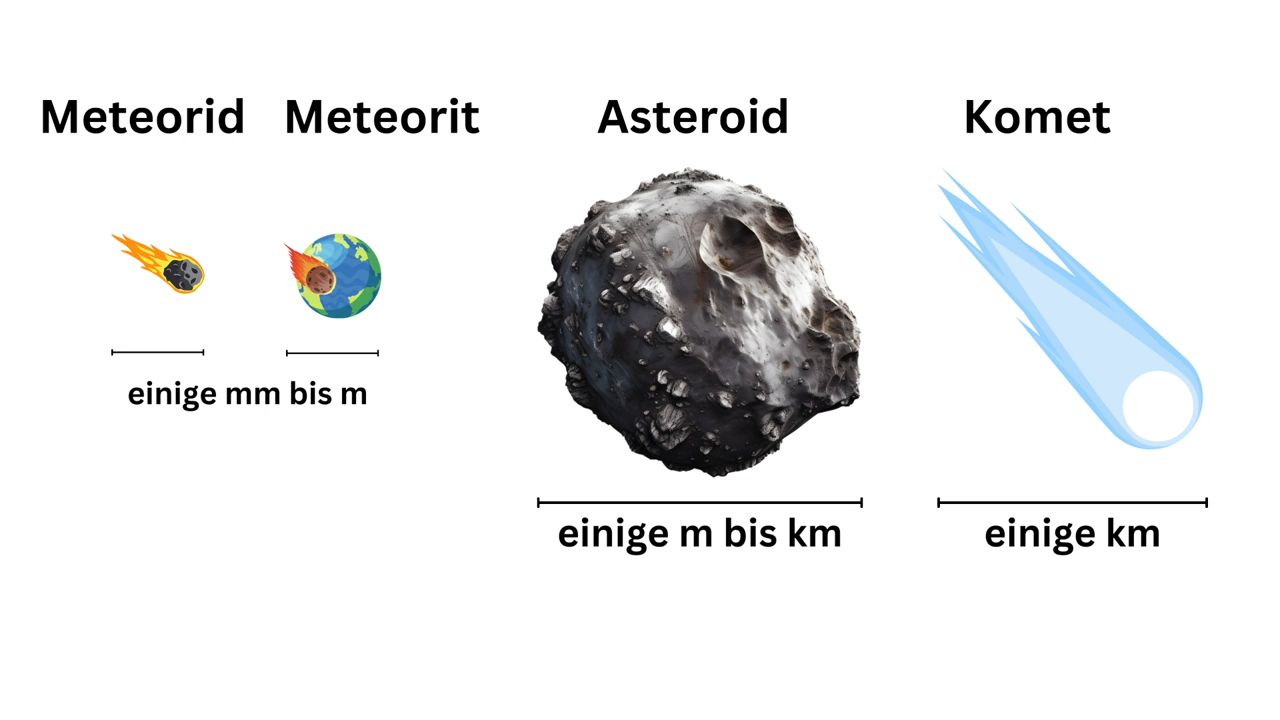 Meteorid
Meteorit
Asteroid
Komet
einige mm bis m
einige m bis km
einige km